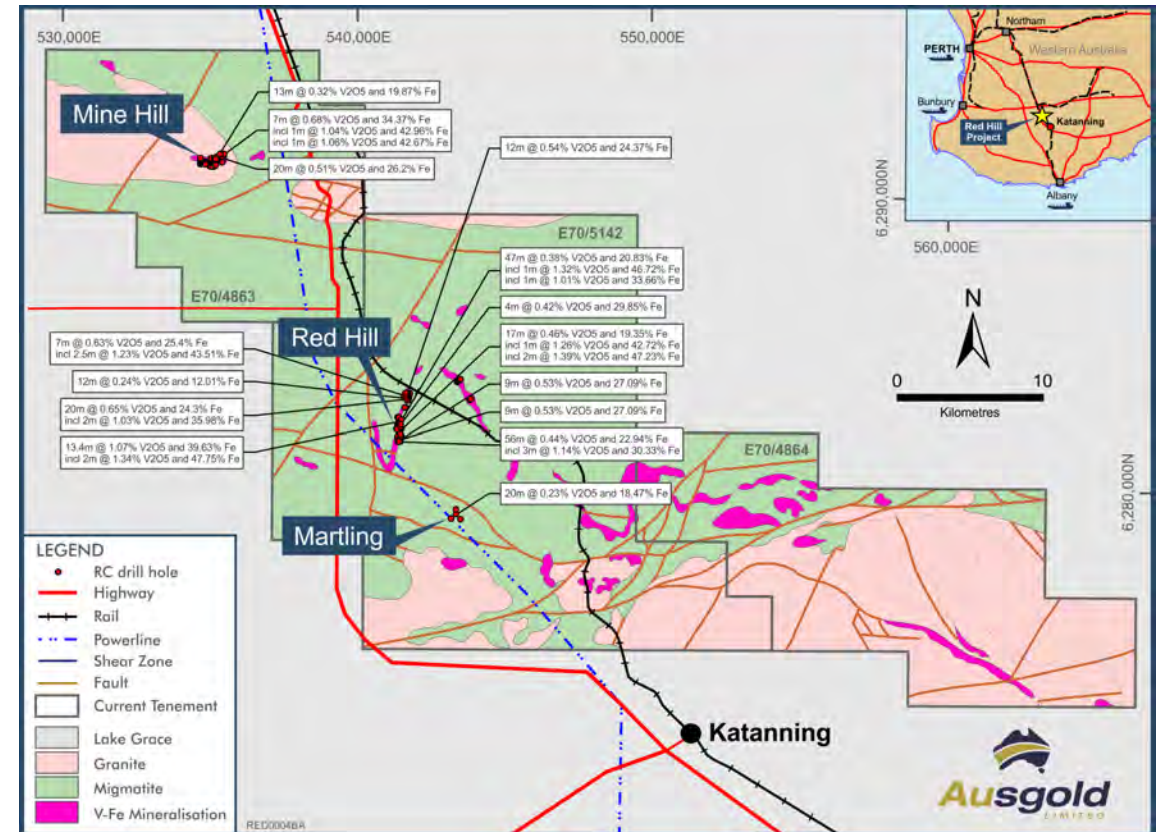 530,000E
540,000E
550,000E
Northam
PERTH
Western Australia
Bunbury
Katanning
Red Hill
Project
Albany
6,290,000N
560,000E
Mine Hill
13m @ 0.32% V2O5 and 19.87% Fe
7m @ 0.68% V2O5 and 34.37% Fe
incl 1m @ 1.04% V2O5 and 42.96% Fe
incl 1m @ 1.06% V2O5 and 42.67% Fe
20m @ 0.51% V2O5 and 26.2% Fe
12m @ 0.54% V2O5 and 24.37% Fe
E70/5142
E70/4863
47m @ 0.38% V2O5 and 20.83% Fe
incl 1m @ 1.32% V2O5 and 46.72% Fe
incl 1m @ 1.01% V2O5 and 33.66% Fe
4m @ 0.42% V2O5 and 29.85% Fe
17m @ 0.46% V2O5 and 19.35% Fe
incl 1m @ 1.26% V2O5 and 42.72% Fe
incl 2m @ 1.39% V2O5 and 47.23% Fe
9m @ 0.53% V2O5 and 27.09% Fe
9m @ 0.53% V2O5 and 27.09% Fe
56m @ 0.44% V2O5 and 22.94% Fe
incl 3m @ 1.14% V2O5 and 30.33% Fe
Red Hill
7m @ 0.63% V2O5 and 25.4% Fe
incl 2.5m @ 1.23% V2O5 and 43.51% Fe
12m @ 0.24% V2O5 and 12.01% Fe
20m @ 0.65% V2O5 and 24.3% Fe
incl 2m @ 1.03% V2O5 and 35.98% Fe
13.4m @ 1.07% V2O5 and 39.63% Fe
incl 2m @ 1.34% V2O5 and 47.75% Fe
N
0 10
Kilometres
E70/4864
6,280,000N
20m @ 0.23% V2O5 and 18.47% Fe
Martling
LEGEND
RC drill hole
Highway
Rail
Powerline
Shear Zone
Fault
Current Tenement
Lake Grace
Granite
Migmatite
V-Fe Mineralisation
Katanning
RED0004BA
Ausgold
LIMITED